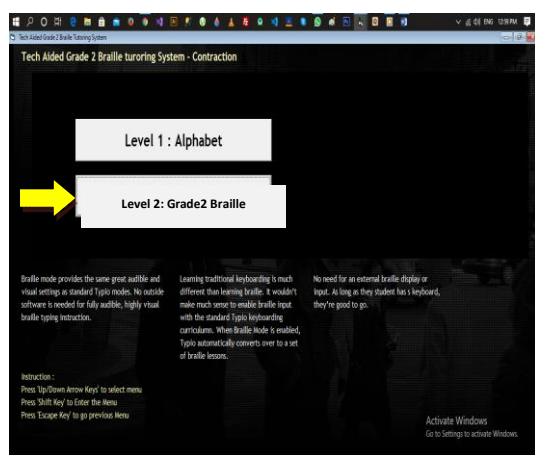 ENG 12:59 PM
Tech Aided Grade 2 Braille Tutoring System
Tech Aided Grade 2 Braille turoring System - Contraction
Level 1 : Alphabet
Level 2: Grade2 Braille
Braille mode provides the same great audible and
visual settings as standard Typio modes. No outside
software is needed for fully audible, highly visual
braille typing instruction.
Learning traditional keyboarding is much
different than learning braille. It wouldn't
make much sense to enable braille input
with the standard Typio keyboarding
curriculumn. When Braille Mode is enabled,
Typio automatically converts over to a set
of braille lessons.
No need for an external braille display or
input. As long as they student has s keyboard,
they're good to go.
Instruction :
Press 'Up/Down Arrow Keys' to select menu
Press 'Shift Key' to Enter the Menu
Press 'Escape Key' to go previous Menu
Activate Windows
Go to Settings to activate Windows.